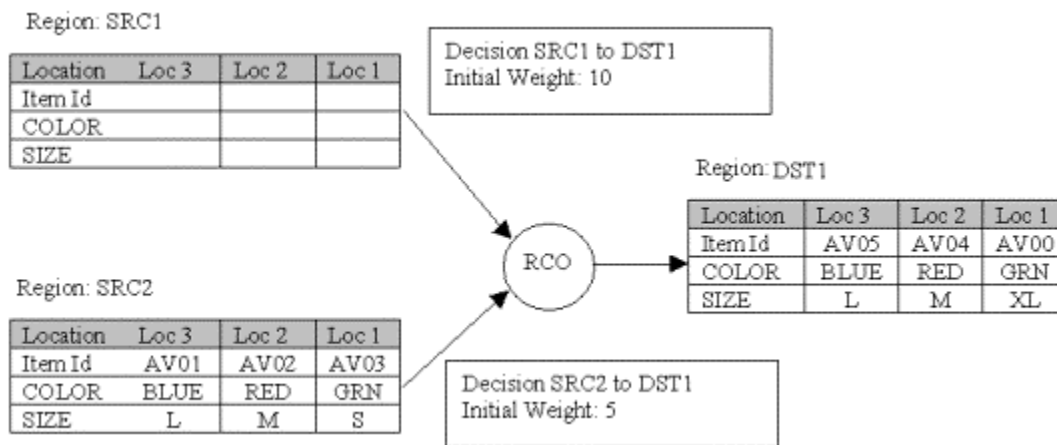 Region: SRC1
Decision SRC1 to DST1
Initial Weight: 10
Location Loc 3 Loc 2 Loc 1
Item Id
COLOR
SIZE
Region: DST1
Location Loc 3 Loc 2 Loc 1
Item Id AV05 AV04 AV00
COLOR BLUE RED GRN
SIZE L M XL
RCO
Region: SRC2
Location Loc 3 Loc 2 Loc 1
Item Id AV01 AV02 AV03
COLOR BLUE RED GRN
SIZE L M S
Decision SRC2 to DST1
Initial Weight: 5